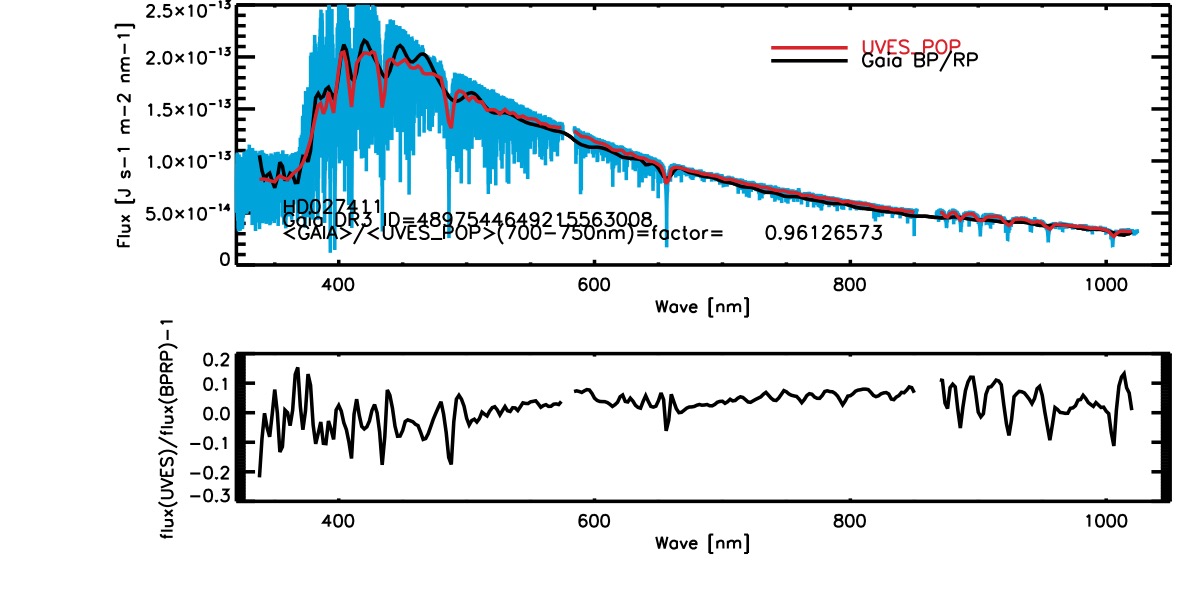 2.5×10−13
2.0×10−13
1.5×10−13
1.0×10−13
5.0×10−14
0
Flux [J s−1 m−2 nm−1]
UVES_POP
Gaia BP/RP
HD027411
Gaia DR3 ID=4897544649215563008
<GAIA>/<UVES_POP>(700−750nm)=factor= 0.96126573
400 600 800 1000
Wave [nm]
flux(UVES)/flux(BPRP)−1
0.2
0.1
0.0
−0.1
−0.2
−0.3
400 600 800 1000
Wave [nm]